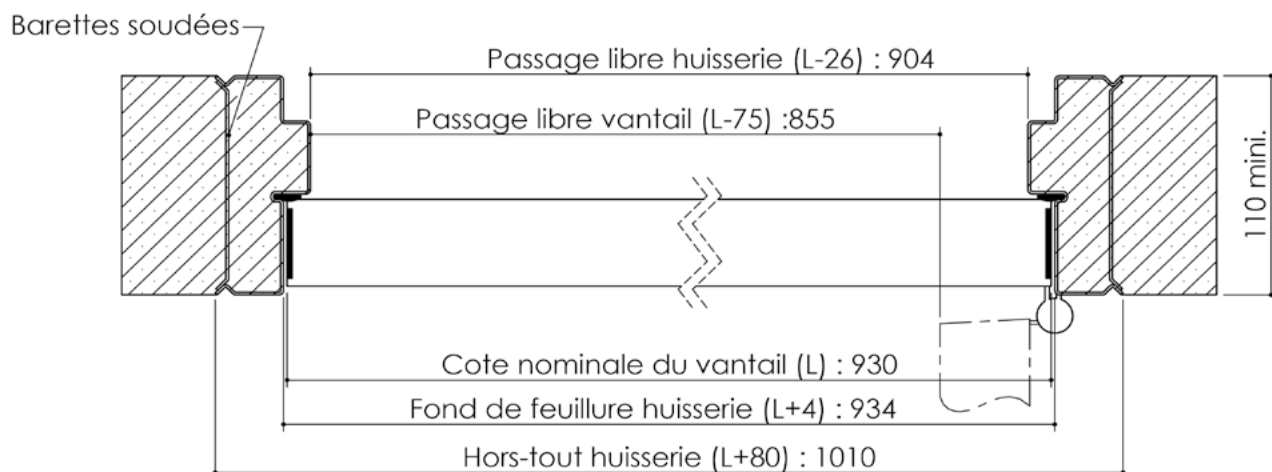 Barettes soudées
Passage libre huisserie (L-26) : 904
Passage libre vantail (L-75) :855
110 mini.
Cote nominale du vantail (L) : 930
Fond de feuillure huisserie (L+4) : 934
Hors-tout huisserie (L+80) : 1010